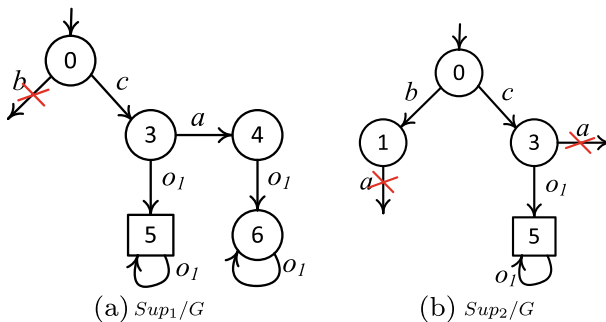 0 0
b c b c
3 a 4 1 3 a
o₁ o₁ a o₁
5 6 5
o₁ o₁ o₁
(a) Sup₁/G (b) Sup₂/G